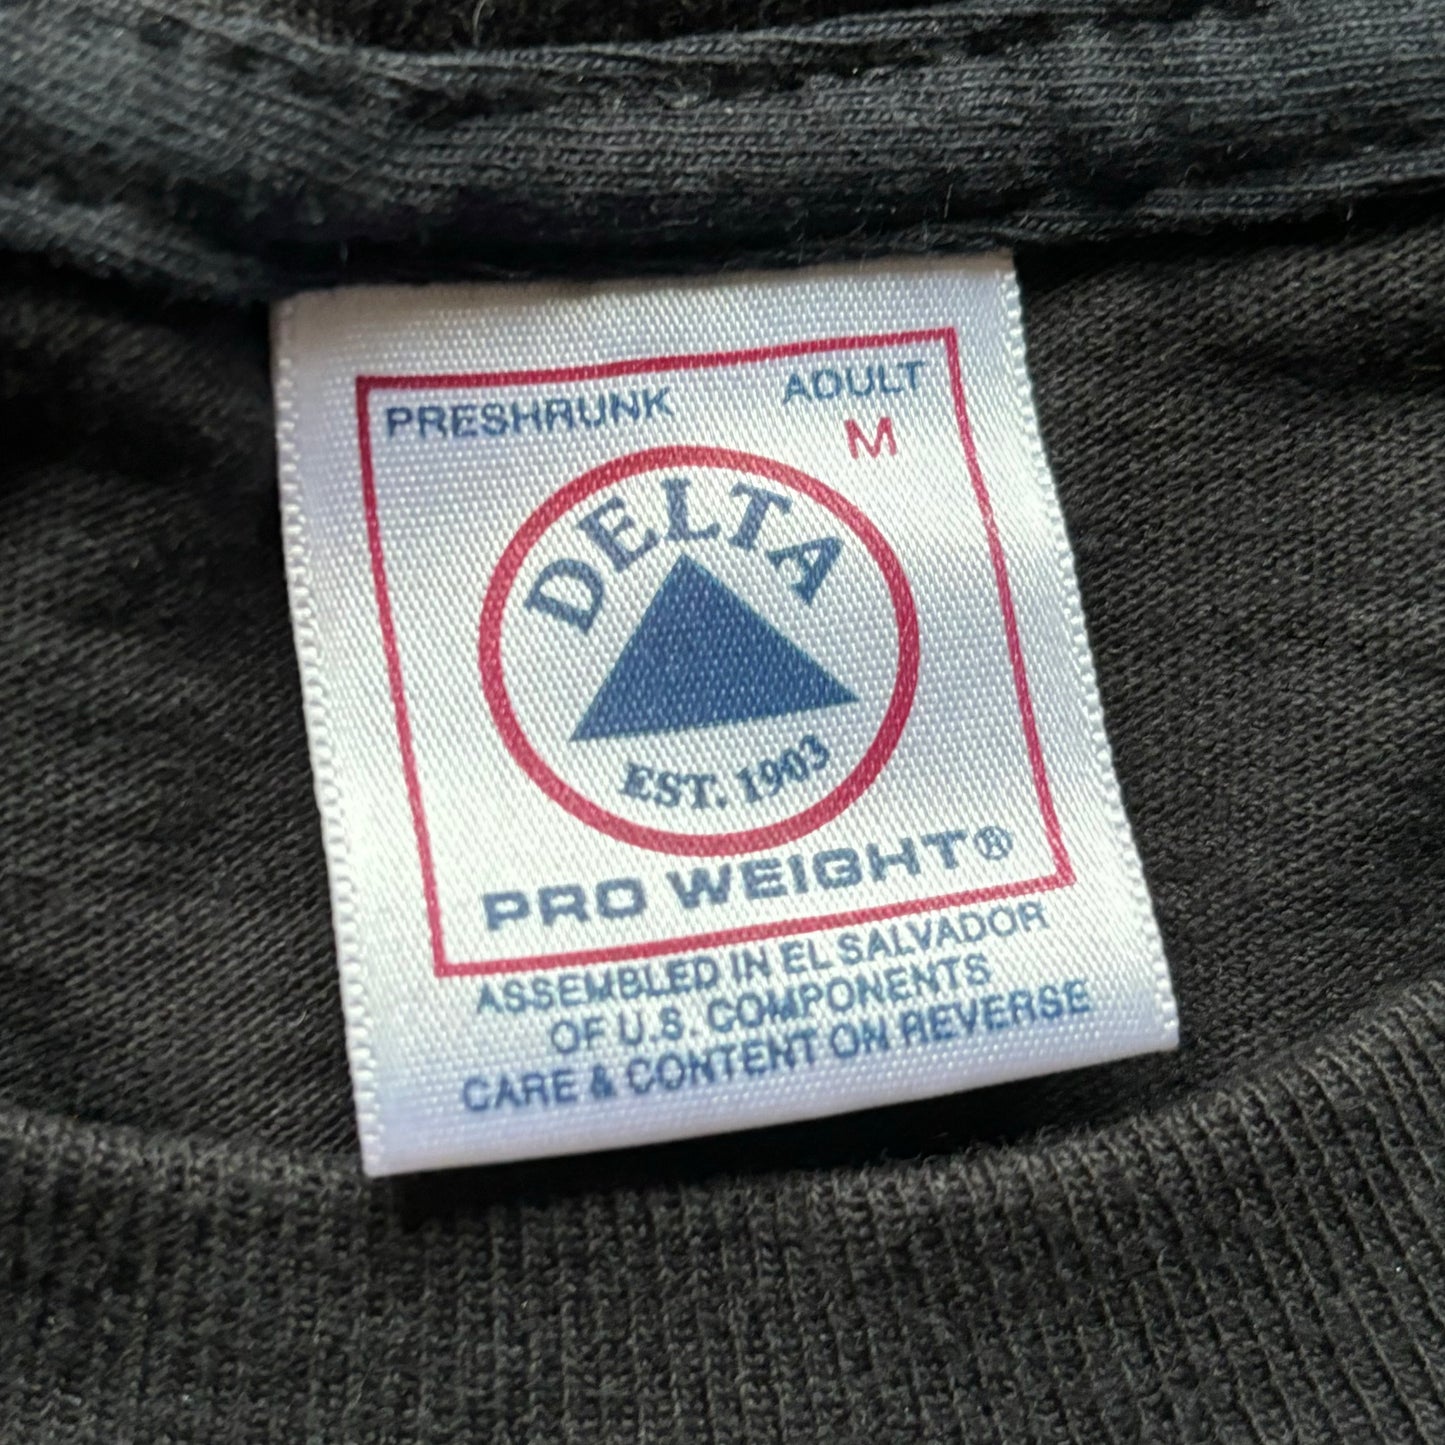 PRESHRUNK ADULT
M
DELTA
EST. 1903
PRO WEIGHT®
ASSEMBLED IN EL SALVADOR
OF U.S. COMPONENTS
CARE & CONTENT ON REVERSE